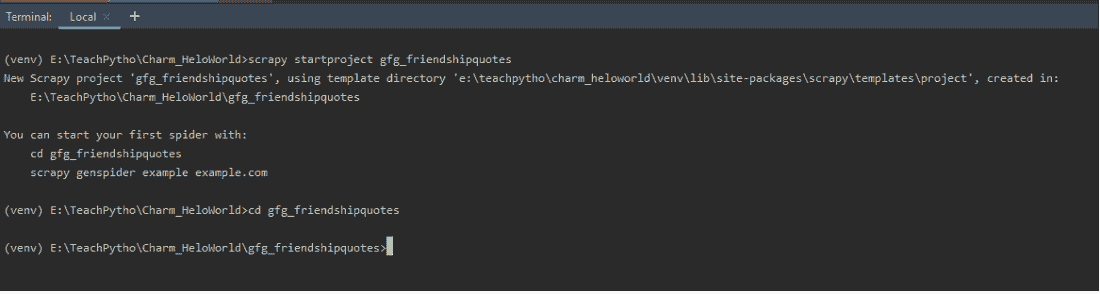 Terminal: Local × +
(venv) E:\TeachPytho\Charm_HeloWorld>scrapy startproject gfg_friendshipquotes
New Scrapy project 'gfg_friendshipquotes', using template directory 'e:\teachpytho\charm_heloworld\venv\lib\site-packages\scrapy\templates\project', created in:
    E:\TeachPytho\Charm_HeloWorld\gfg_friendshipquotes
You can start your first spider with:
    cd gfg_friendshipquotes
    scrapy genspider example example.com
(venv) E:\TeachPytho\Charm_HeloWorld>cd gfg_friendshipquotes
(venv) E:\TeachPytho\Charm_HeloWorld\gfg_friendshipquotes>